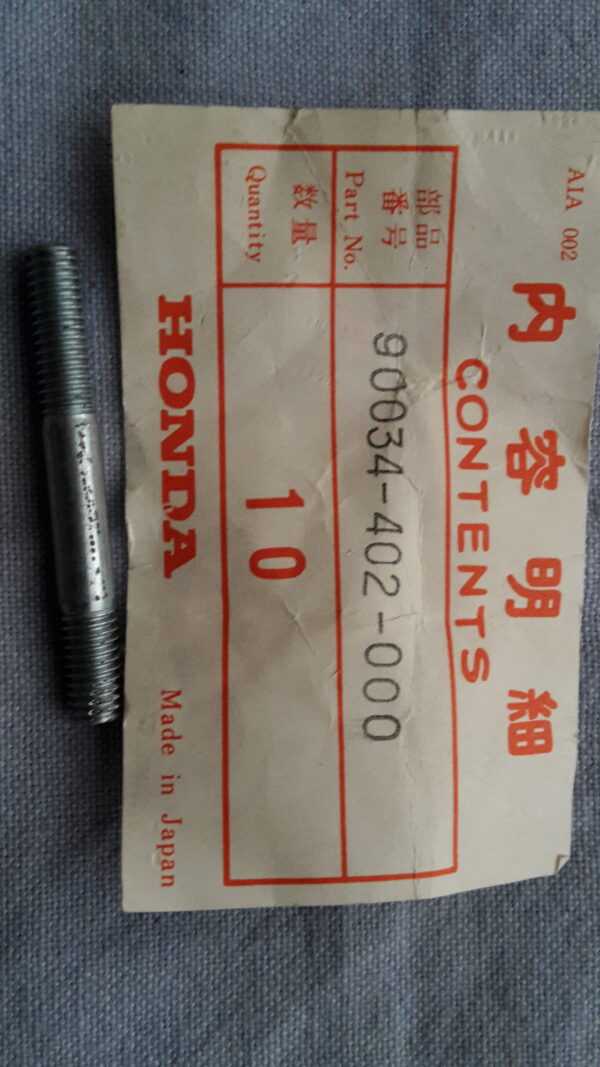 AIA 002
内容明細
CONTENTS
部品
番号
Part No.
90034-402-000
数量
Quantity
10
HONDA
Made in Japan